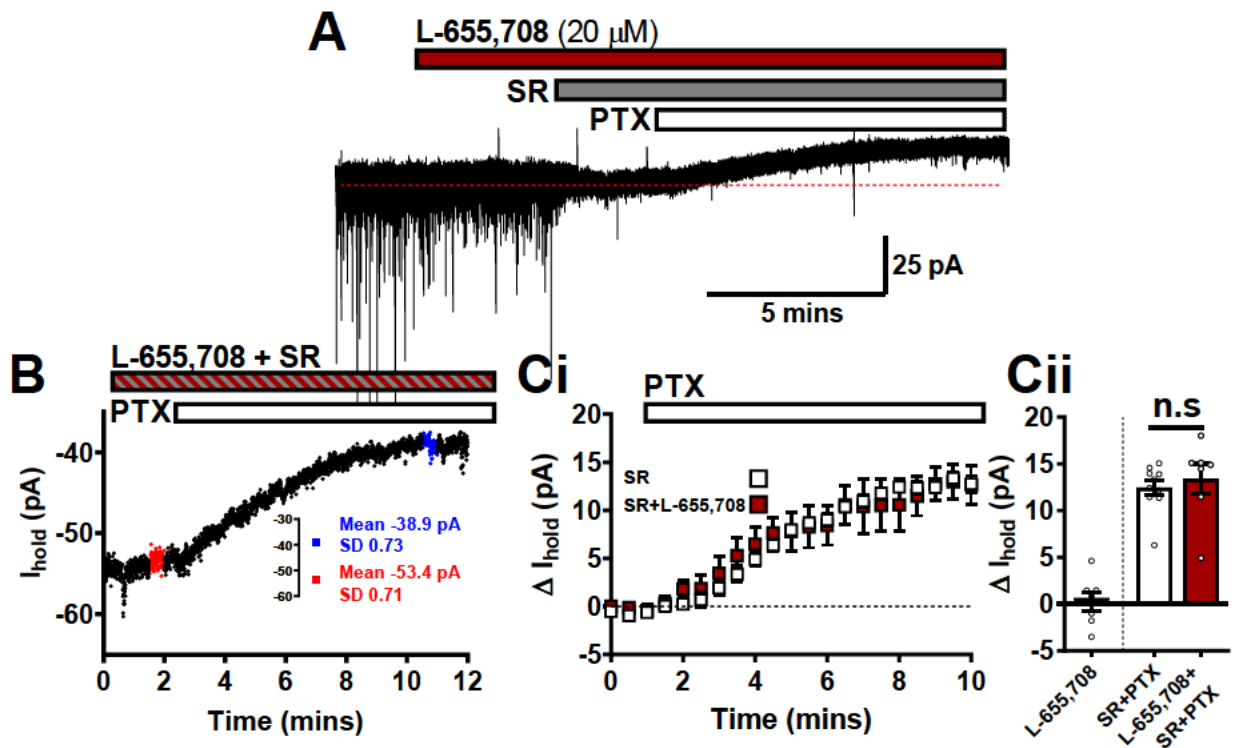 A
L-655,708 (20 µM)
SR
PTX
25 pA
5 mins
B
L-655,708 + SR
PTX
-40
-50
-60
I hold (pA)
-30
-40
-50
-60
Mean -38.9 pA
SD 0.73
Mean -53.4 pA
SD 0.71
0 2 4 6 8 10 12
Time (mins)
Ci
PTX
20
15
10
5
0
-5
Δ I hold (pA)
SR
SR+L-655,708
0 2 4 6 8 10
Time (mins)
Cii
n.s
20
15
10
5
0
-5
Δ I hold (pA)
L-655,708
SR+PTX
L-655,708+
SR+PTX